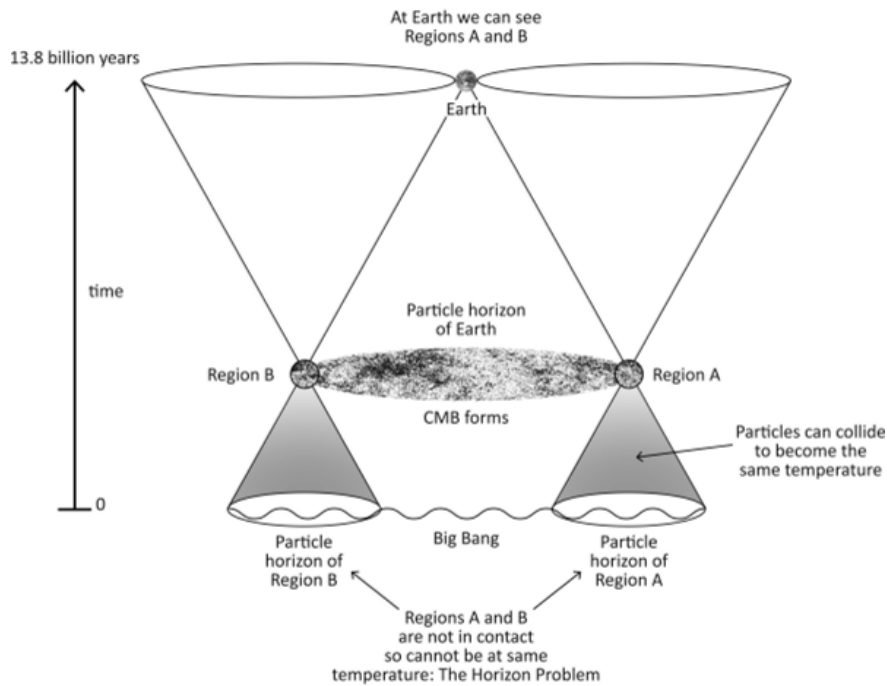 At Earth we can see
Regions A and B
13.8 billion years
Earth
time
Particle horizon
of Earth
Region B
Region A
CMB forms
Particles can collide
to become the
same temperature
0
Big Bang
Particle
horizon of
Region B
Particle
horizon of
Region A
Regions A and B
are not in contact
so cannot be at same
temperature: The Horizon Problem